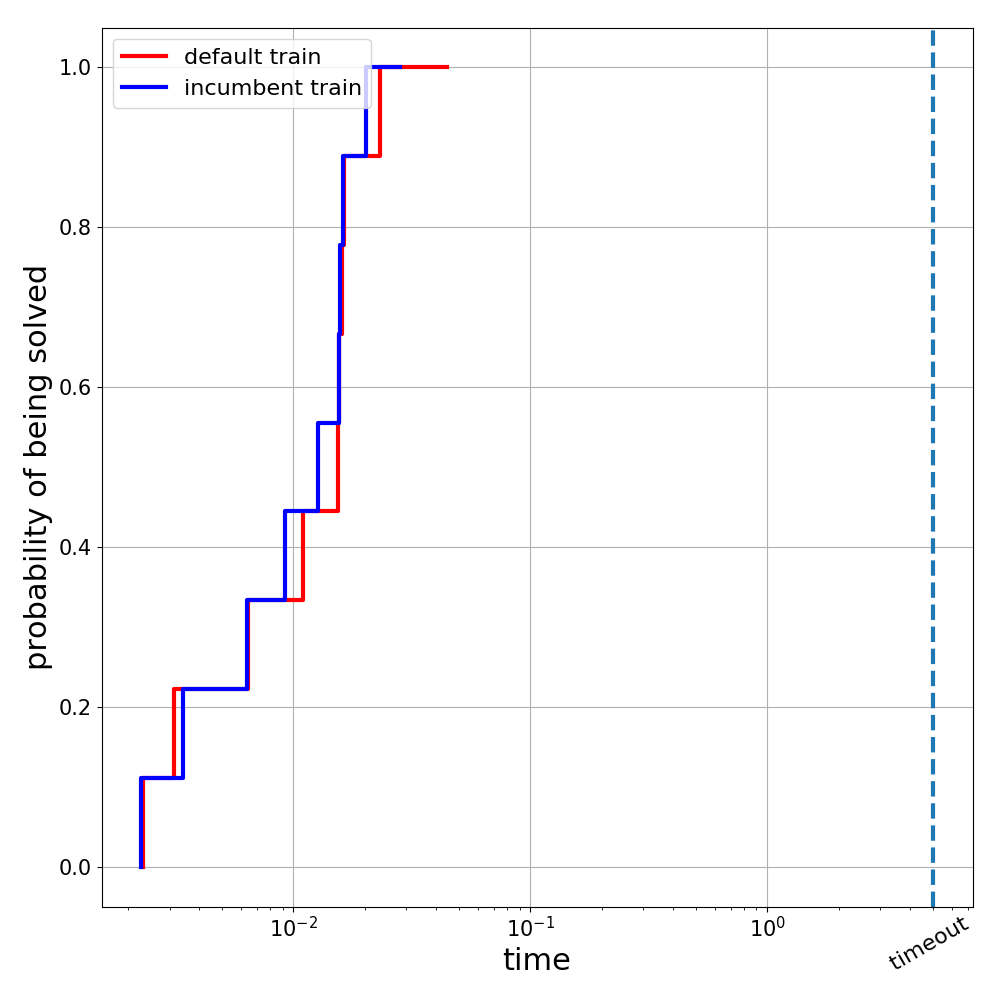 default train
incumbent train
1.0
0.8
0.6
0.4
0.2
0.0
probability of being solved
10⁻²
10⁻¹
10⁰
timeout
time